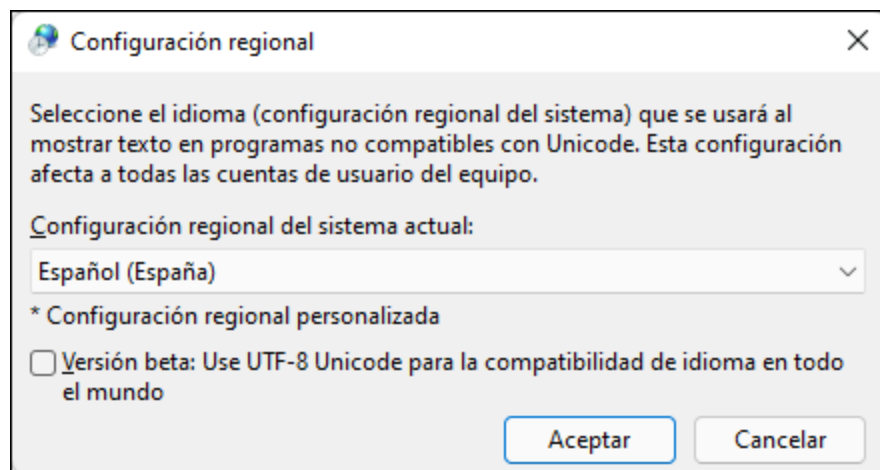 Configuración regional
Seleccione el idioma (configuración regional del sistema) que se usará al
mostrar texto en programas no compatibles con Unicode. Esta configuración
afecta a todas las cuentas de usuario del equipo.
Configuración regional del sistema actual:
Español (España)
* Configuración regional personalizada
Versión beta: Use UTF-8 Unicode para la compatibilidad de idioma en todo
el mundo
Aceptar Cancelar